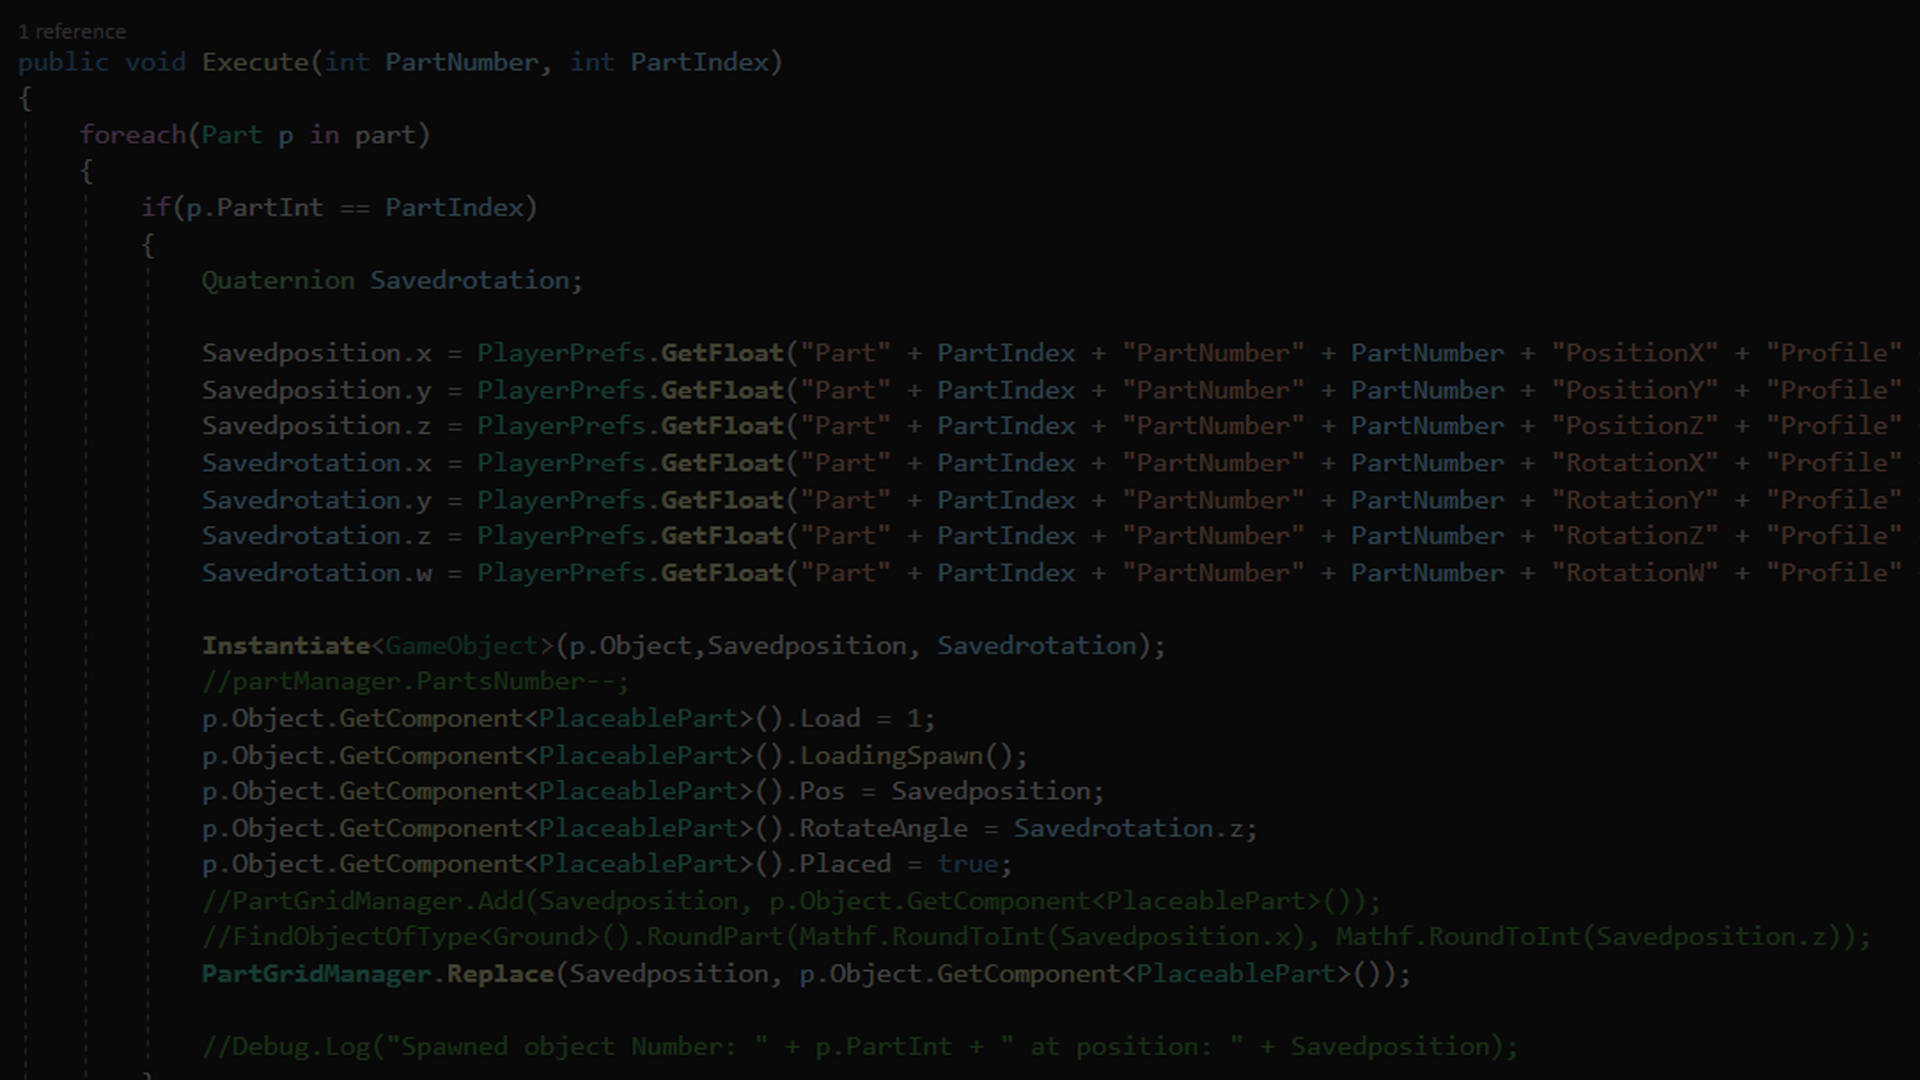 1 reference
public void Execute(int PartNumber, int PartIndex)
{
foreach(Part p in part)
{
if(p.PartInt == PartIndex)
{
Quaternion Savedrotation;
Savedposition.x = PlayerPrefs.GetFloat("Part" + PartIndex + "PartNumber" + PartNumber + "PositionX" + "Profile"
Savedposition.y = PlayerPrefs.GetFloat("Part" + PartIndex + "PartNumber" + PartNumber + "PositionY" + "Profile"
Savedposition.z = PlayerPrefs.GetFloat("Part" + PartIndex + "PartNumber" + PartNumber + "PositionZ" + "Profile"
Savedrotation.x = PlayerPrefs.GetFloat("Part" + PartIndex + "PartNumber" + PartNumber + "RotationX" + "Profile"
Savedrotation.y = PlayerPrefs.GetFloat("Part" + PartIndex + "PartNumber" + PartNumber + "RotationY" + "Profile"
Savedrotation.z = PlayerPrefs.GetFloat("Part" + PartIndex + "PartNumber" + PartNumber + "RotationZ" + "Profile"
Savedrotation.w = PlayerPrefs.GetFloat("Part" + PartIndex + "PartNumber" + PartNumber + "RotationW" + "Profile"
Instantiate<GameObject>(p.Object,Savedposition, Savedrotation);
//partManager.PartsNumber--;
p.Object.GetComponent<PlaceablePart>().Load = 1;
p.Object.GetComponent<PlaceablePart>().LoadingSpawn();
p.Object.GetComponent<PlaceablePart>().Pos = Savedposition;
p.Object.GetComponent<PlaceablePart>().RotateAngle = Savedrotation.z;
p.Object.GetComponent<PlaceablePart>().Placed = true;
//PartGridManager.Add(Savedposition, p.Object.GetComponent<PlaceablePart>());
//FindObjectOfType<Ground>().RoundPart(Mathf.RoundToInt(Savedposition.x), Mathf.RoundToInt(Savedposition.z));
PartGridManager.Replace(Savedposition, p.Object.GetComponent<PlaceablePart>());
//Debug.Log("Spawned object Number: " + p.PartInt + " at position: " + Savedposition);
}